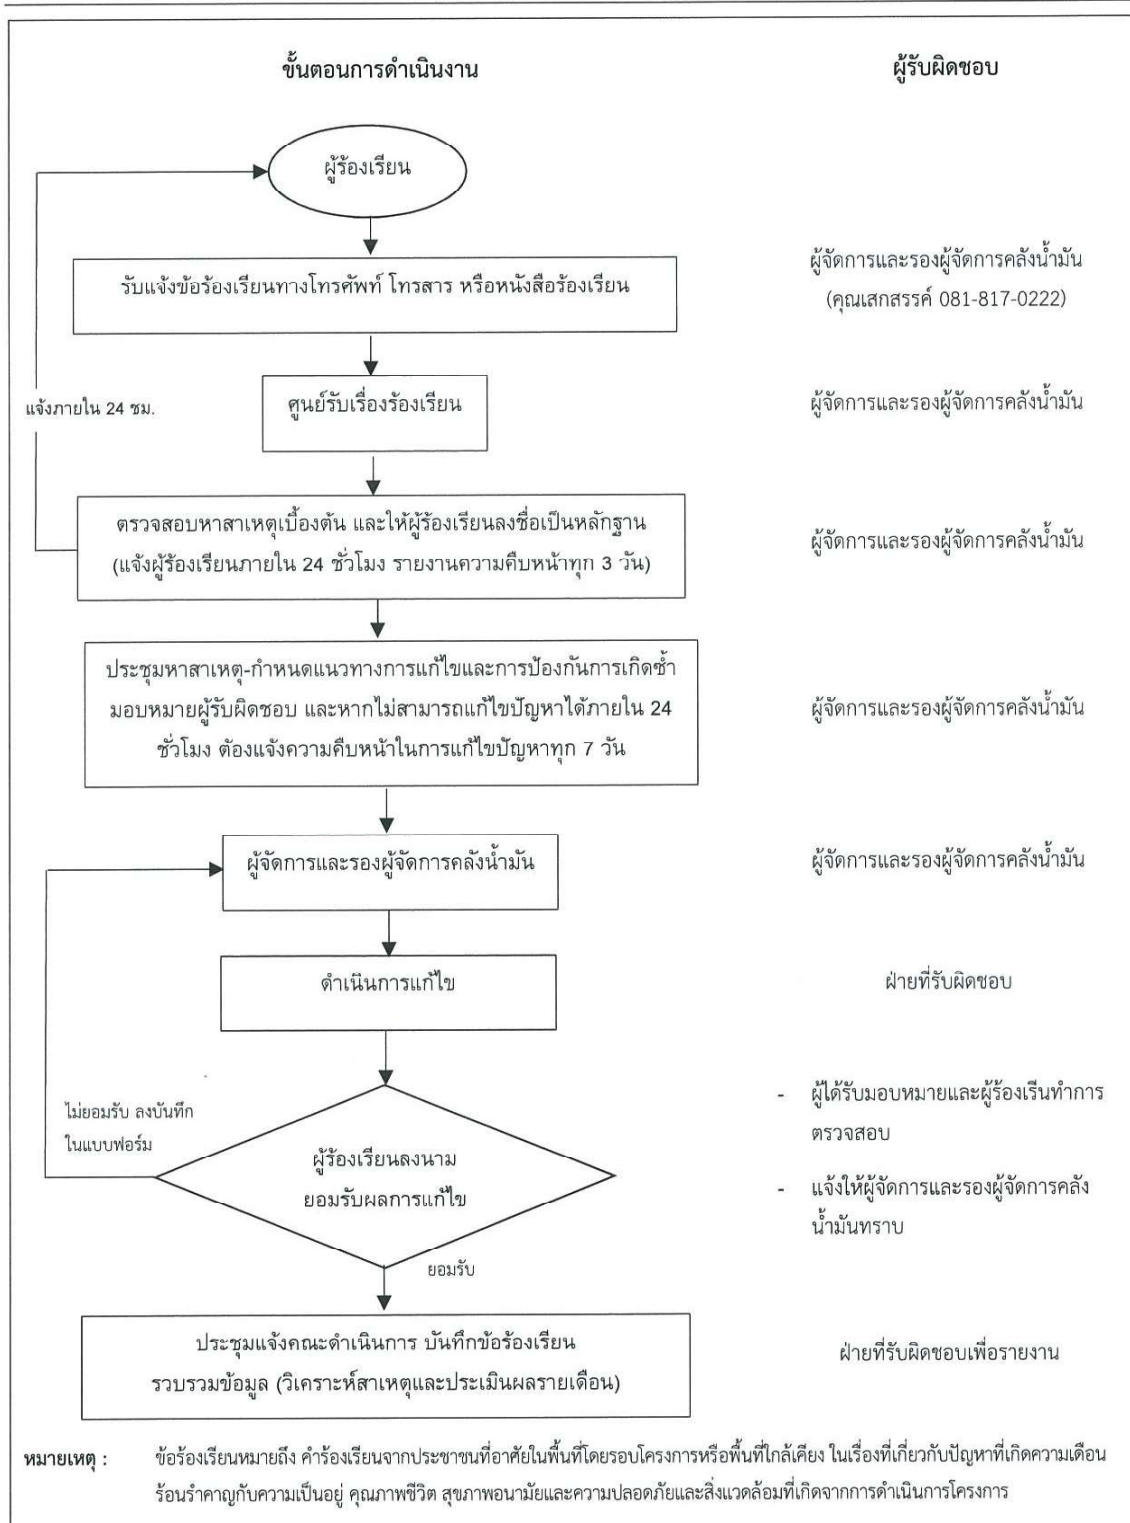 ขั้นตอนการดำเนินงาน
ผู้รับผิดชอบ
ผู้ร้องเรียน
รับแจ้งข้อร้องเรียนทางโทรศัพท์ โทรสาร หรือหนังสือร้องเรียน
ผู้จัดการและรองผู้จัดการคลังน้ำมัน
(คุณเสกสรรค์ 081-817-0222)
แจ้งภายใน 24 ชม.
ศูนย์รับเรื่องร้องเรียน
ผู้จัดการและรองผู้จัดการคลังน้ำมัน
ตรวจสอบหาสาเหตุเบื้องต้น และให้ผู้ร้องเรียนลงชื่อเป็นหลักฐาน
(แจ้งผู้ร้องเรียนภายใน 24 ชั่วโมง รายงานความคืบหน้าทุก 3 วัน)
ผู้จัดการและรองผู้จัดการคลังน้ำมัน
ประชุมหาสาเหตุ-กำหนดแนวทางการแก้ไขและการป้องกันการเกิดซ้ำ
มอบหมายผู้รับผิดชอบ และหากไม่สามารถแก้ไขปัญหาได้ภายใน 24
ชั่วโมง ต้องแจ้งความคืบหน้าในการแก้ไขปัญหาทุก 7 วัน
ผู้จัดการและรองผู้จัดการคลังน้ำมัน
ผู้จัดการและรองผู้จัดการคลังน้ำมัน
ผู้จัดการและรองผู้จัดการคลังน้ำมัน
ดำเนินการแก้ไข
ฝ่ายที่รับผิดชอบ
ไม่ยอมรับ ลงบันทึก
ในแบบฟอร์ม
ผู้ร้องเรียนลงนาม
ยอมรับผลการแก้ไข
- ผู้ได้รับมอบหมายและผู้ร้องเรีนทำการ
ตรวจสอบ
- แจ้งให้ผู้จัดการและรองผู้จัดการคลัง
น้ำมันทราบ
ยอมรับ
ประชุมแจ้งคณะดำเนินการ บันทึกข้อร้องเรียน
รวบรวมข้อมูล (วิเคราะห์สาเหตุและประเมินผลรายเดือน)
ฝ่ายที่รับผิดชอบเพื่อรายงาน
หมายเหตุ : ข้อร้องเรียนหมายถึง คำร้องเรียนจากประชาชนที่อาศัยในพื้นที่โดยรอบโครงการหรือพื้นที่ใกล้เคียง ในเรื่องที่เกี่ยวกับปัญหาที่เกิดความเดือน
ร้อนรำคาญกับความเป็นอยู่ คุณภาพชีวิต สุขภาพอนามัยและความปลอดภัยและสิ่งแวดล้อมที่เกิดจากการดำเนินการโครงการ